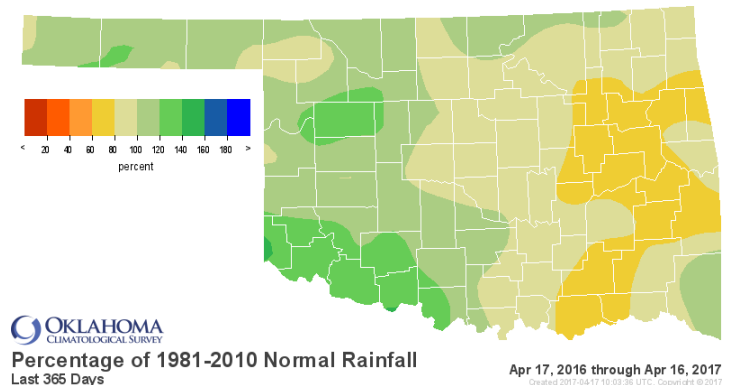 < 20 40 60 80 100 120 140 160 180 >
percent
OKLAHOMA
CLIMATOLOGICAL SURVEY
Percentage of 1981-2010 Normal Rainfall
Last 365 Days
Apr 17, 2016 through Apr 16, 2017
Created 2017-04-17 10:03:36 UTC. Copyright ©2017